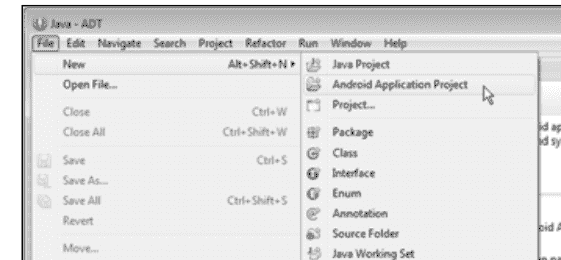 Java - ADT
File Edit Navigate Search Project Refactor Run Window Help
New Alt+Shift+N
Open File...
Close Ctrl+W
Close All Ctrl+Shift+W
Save Ctrl+S
Save As...
Save All Ctrl+Shift+S
Revert
Move...
Java Project
Android Application Project
Project...
Package
Class
Interface
Enum
Annotation
Source Folder
Java Working Set